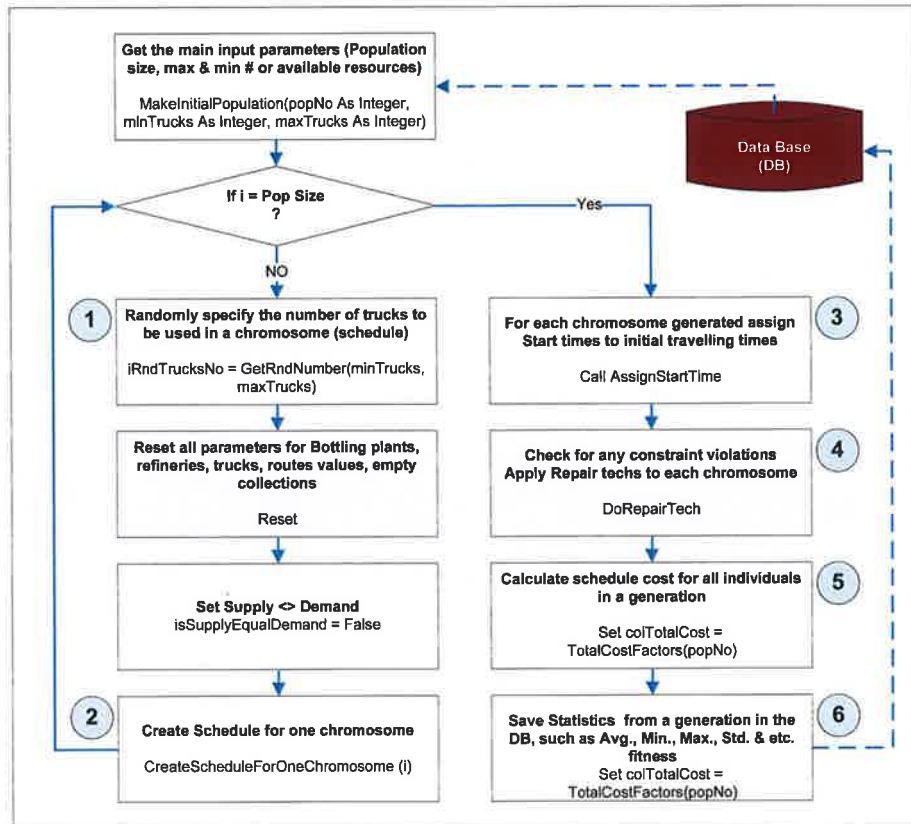 Get the main input parameters (Population
size, max & min # or available resources)
MakeInitialPopulation(popNo As Integer,
minTrucks As Integer, maxTrucks As Integer)
Data Base
(DB)
If i = Pop Size
?
Yes
NO
1
Randomly specify the number of trucks to
be used in a chromosome (schedule)
iRndTrucksNo = GetRndNumber(minTrucks,
maxTrucks)
Reset all parameters for Bottling plants,
refineries, trucks, routes values, empty
collections
Reset
Set Supply <> Demand
isSupplyEqualDemand = False
2
Create Schedule for one chromosome
CreateScheduleForOneChromosome (i)
3
For each chromosome generated assign
Start times to initial travelling times
Call AssignStartTime
4
Check for any constraint violations
Apply Repair techs to each chromosome
DoRepairTech
5
Calculate schedule cost for all individuals
in a generation
Set colTotalCost =
TotalCostFactors(popNo)
6
Save Statistics from a generation in the
DB, such as Avg., Min., Max., Std. & etc.
fitness
Set colTotalCost =
TotalCostFactors(popNo)